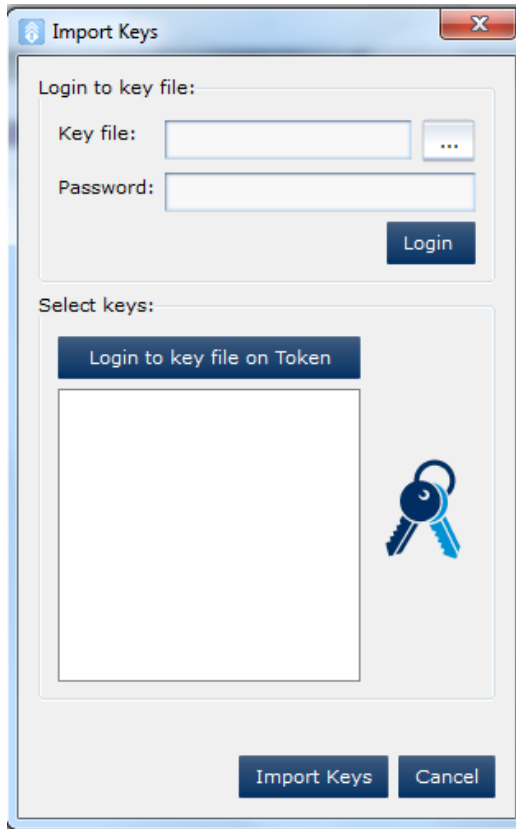 Import Keys
Login to key file:
Key file:
...
Password:
Login
Select keys:
Login to key file on Token
Import Keys
Cancel